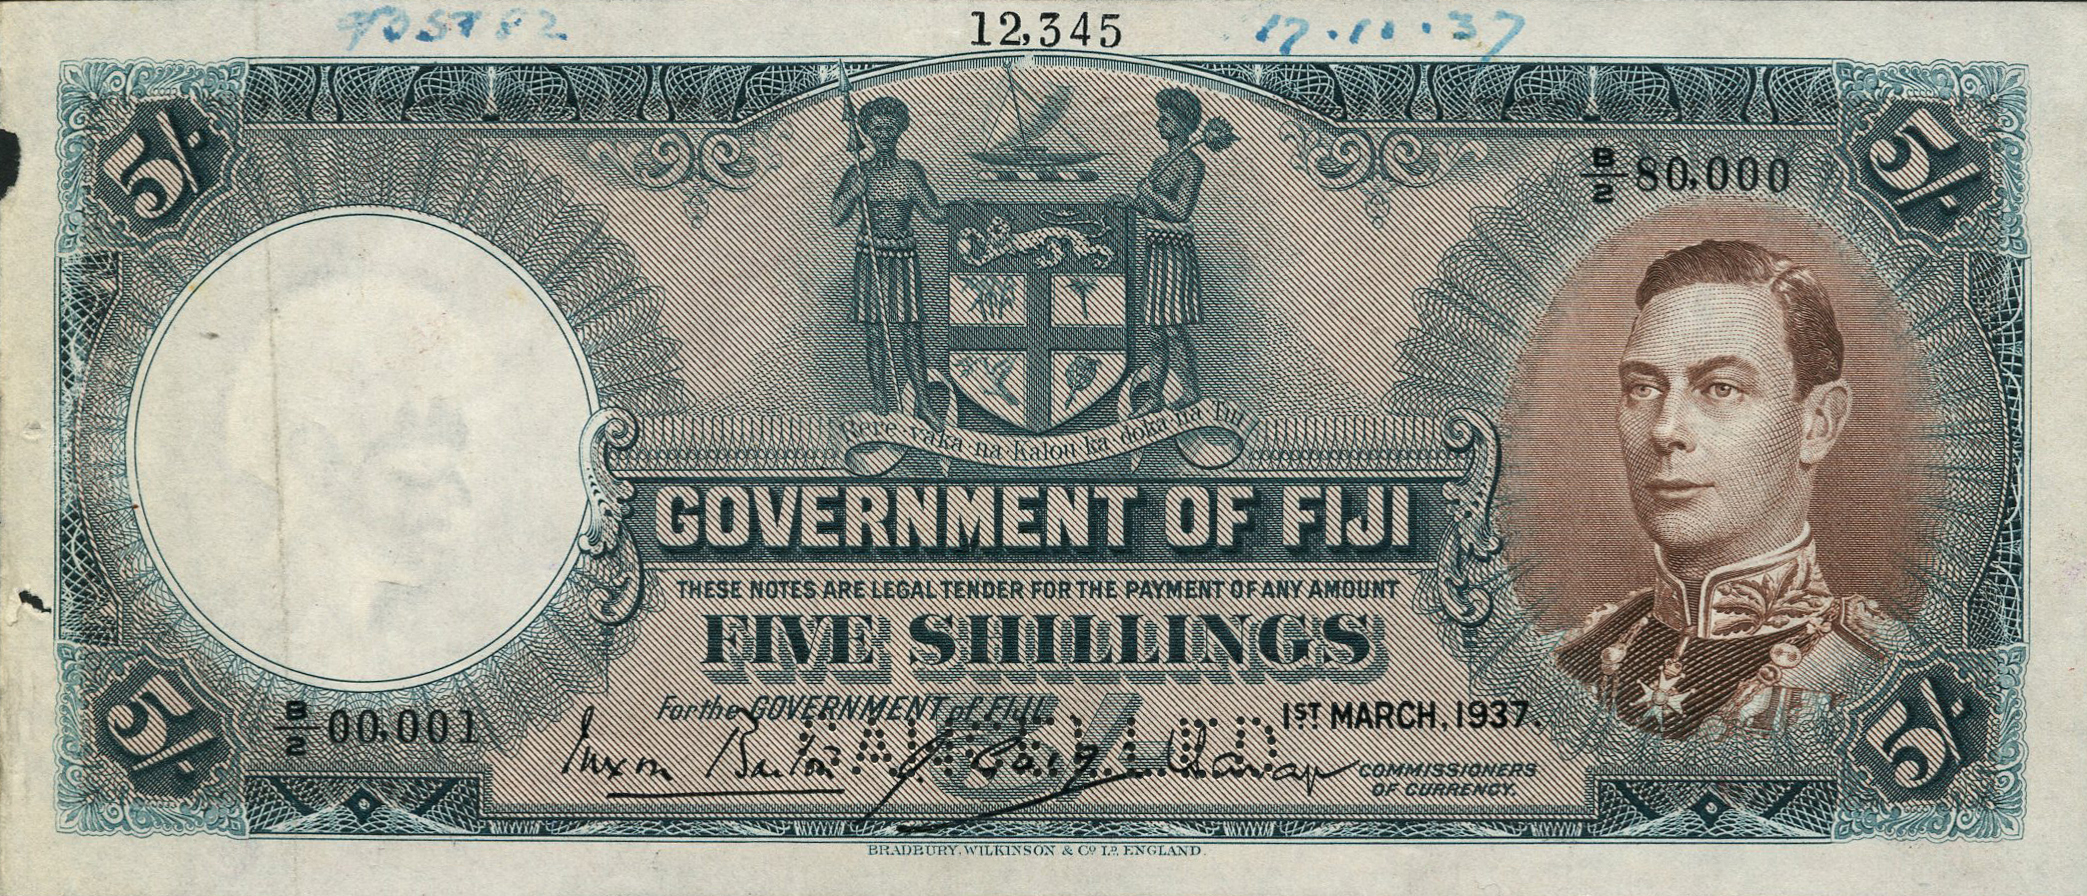 12,345
17.11.37
5/- 5/-
B/2 80,000
Rere vaka na Kalou ka doka na Tui
GOVERNMENT OF FIJI
THESE NOTES ARE LEGAL TENDER FOR THE PAYMENT OF ANY AMOUNT
FIVE SHILLINGS
For the GOVERNMENT of FIJI
1ST MARCH, 1937.
B/2 00,001
CANCELLED
COMMISSIONERS
OF CURRENCY.
5/- 5/-
BRADBURY, WILKINSON & Co. Ld. ENGLAND.